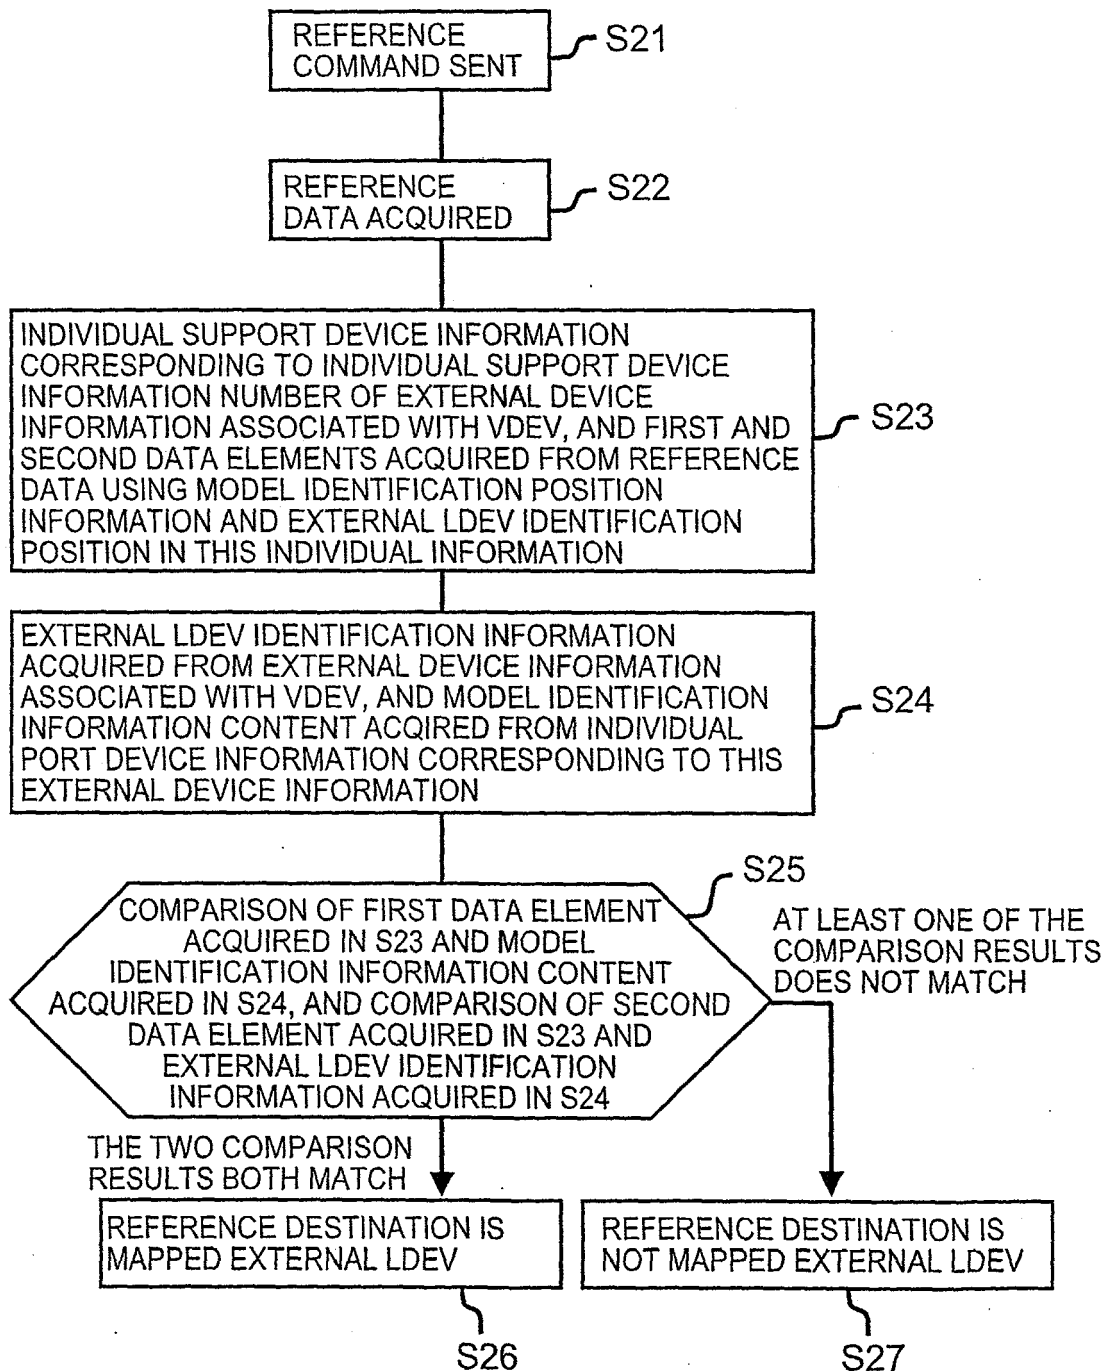 REFERENCE
COMMAND SENT
S21
REFERENCE
DATA ACQUIRED
S22
INDIVIDUAL SUPPORT DEVICE INFORMATION
CORRESPONDING TO INDIVIDUAL SUPPORT DEVICE
INFORMATION NUMBER OF EXTERNAL DEVICE
INFORMATION ASSOCIATED WITH VDEV, AND FIRST AND
SECOND DATA ELEMENTS ACQUIRED FROM REFERENCE
DATA USING MODEL IDENTIFICATION POSITION
INFORMATION AND EXTERNAL LDEV IDENTIFICATION
POSITION IN THIS INDIVIDUAL INFORMATION
S23
EXTERNAL LDEV IDENTIFICATION INFORMATION
ACQUIRED FROM EXTERNAL DEVICE INFORMATION
ASSOCIATED WITH VDEV, AND MODEL IDENTIFICATION
INFORMATION CONTENT ACQIRED FROM INDIVIDUAL
PORT DEVICE INFORMATION CORRESPONDING TO THIS
EXTERNAL DEVICE INFORMATION
S24
S25
COMPARISON OF FIRST DATA ELEMENT
ACQUIRED IN S23 AND MODEL
IDENTIFICATION INFORMATION CONTENT
ACQUIRED IN S24, AND COMPARISON OF SECOND
DATA ELEMENT ACQUIRED IN S23 AND
EXTERNAL LDEV IDENTIFICATION
INFORMATION ACQUIRED IN S24
AT LEAST ONE OF THE
COMPARISON RESULTS
DOES NOT MATCH
THE TWO COMPARISON
RESULTS BOTH MATCH
REFERENCE DESTINATION IS
MAPPED EXTERNAL LDEV
REFERENCE DESTINATION IS
NOT MAPPED EXTERNAL LDEV
S26
S27